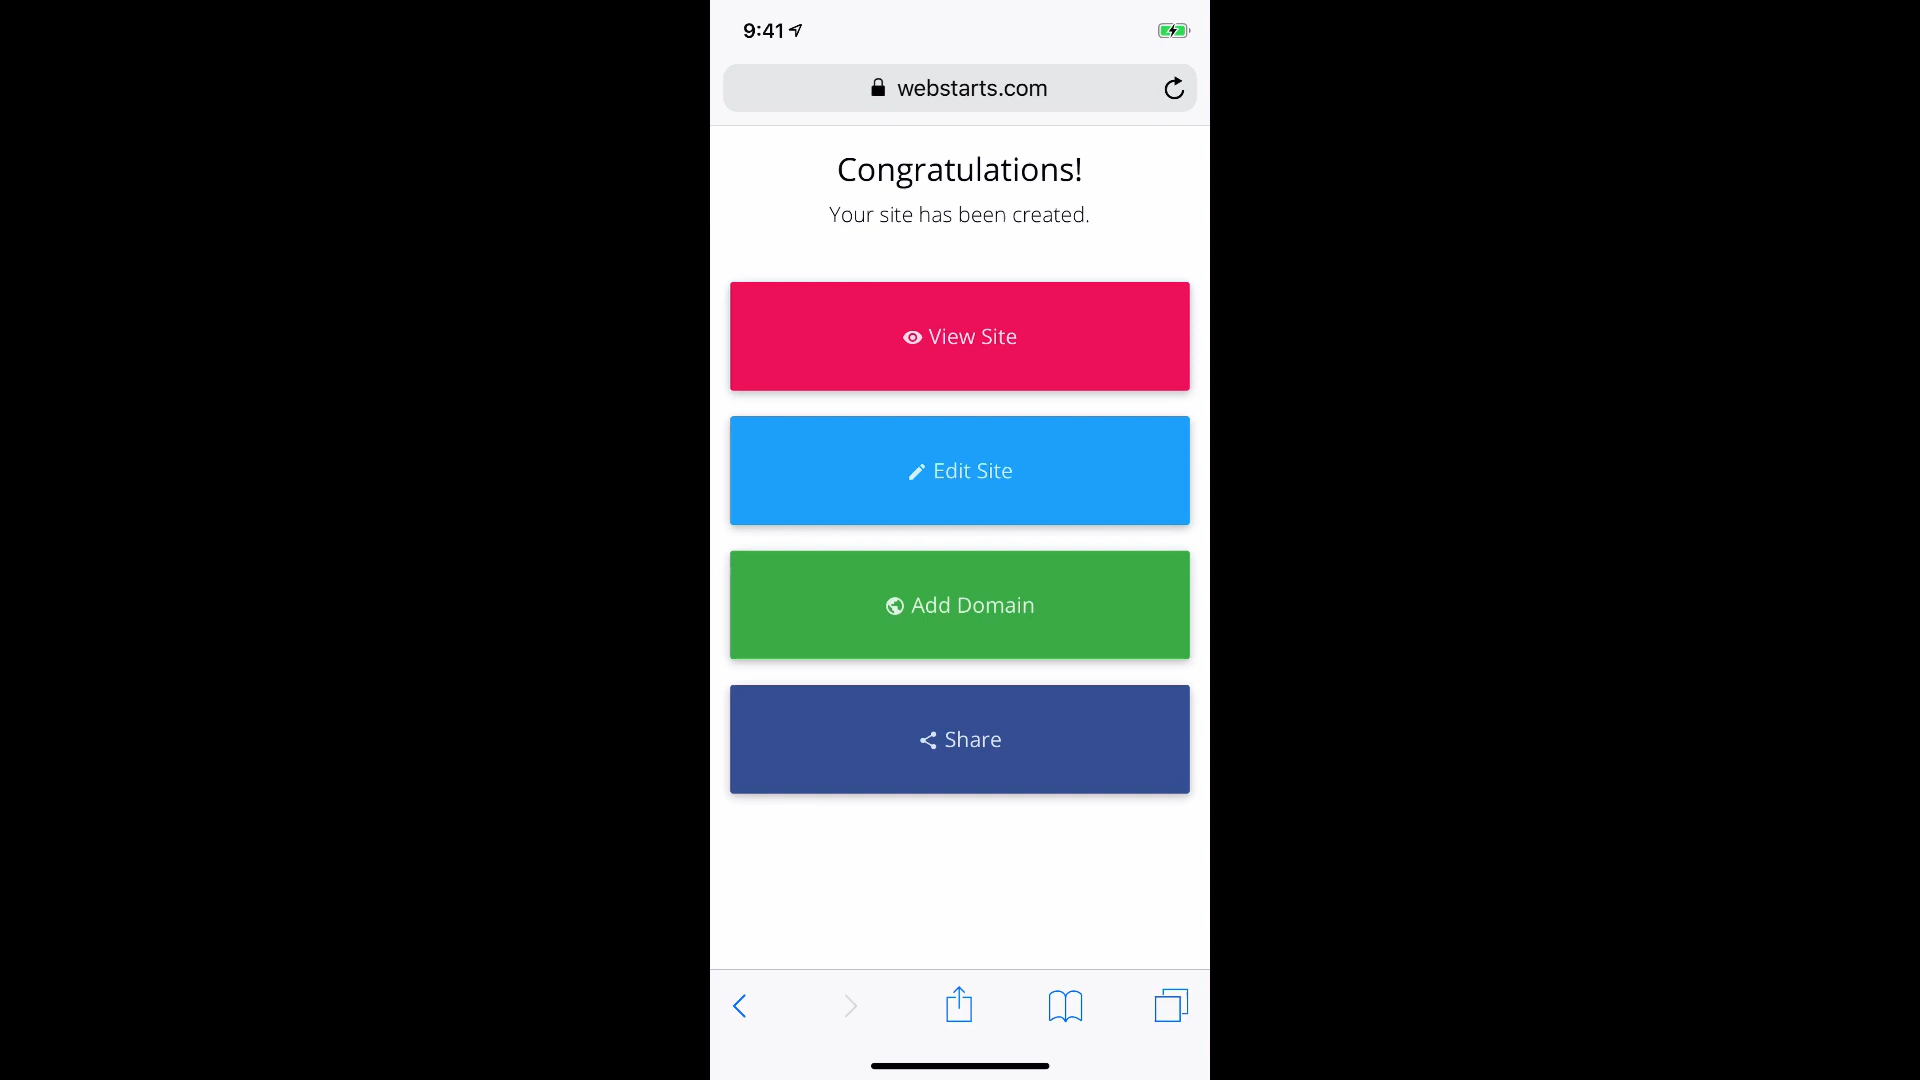 9:41
webstarts.com
Congratulations!
Your site has been created.
View Site
Edit Site
Add Domain
Share